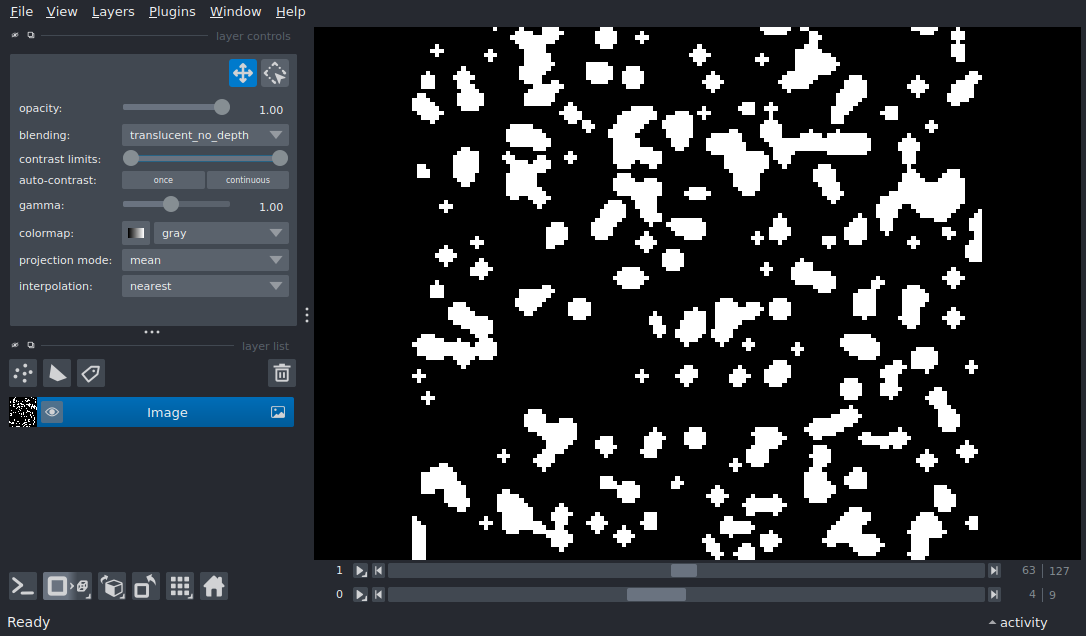 File View Layers Plugins Window Help
layer controls
opacity: 1.00
blending: translucent_no_depth
contrast limits:
auto-contrast: once continuous
gamma: 1.00
colormap: gray
projection mode: mean
interpolation: nearest
layer list
Image
1 63 127
0 4 9
Ready activity